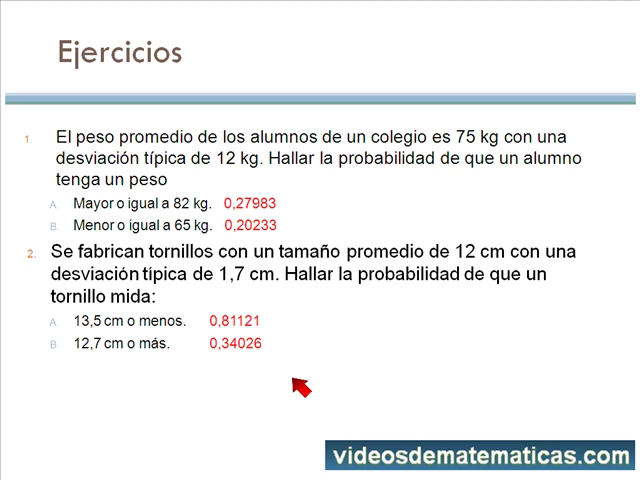 Ejercicios
1. El peso promedio de los alumnos de un colegio es 75 kg con una
desviación típica de 12 kg. Hallar la probabilidad de que un alumno
tenga un peso
A. Mayor o igual a 82 kg. 0,27983
B. Menor o igual a 65 kg. 0,20233
2. Se fabrican tornillos con un tamaño promedio de 12 cm con una
desviación típica de 1,7 cm. Hallar la probabilidad de que un
tornillo mida:
A. 13,5 cm o menos. 0,81121
B. 12,7 cm o más. 0,34026
videosdematematicas.com